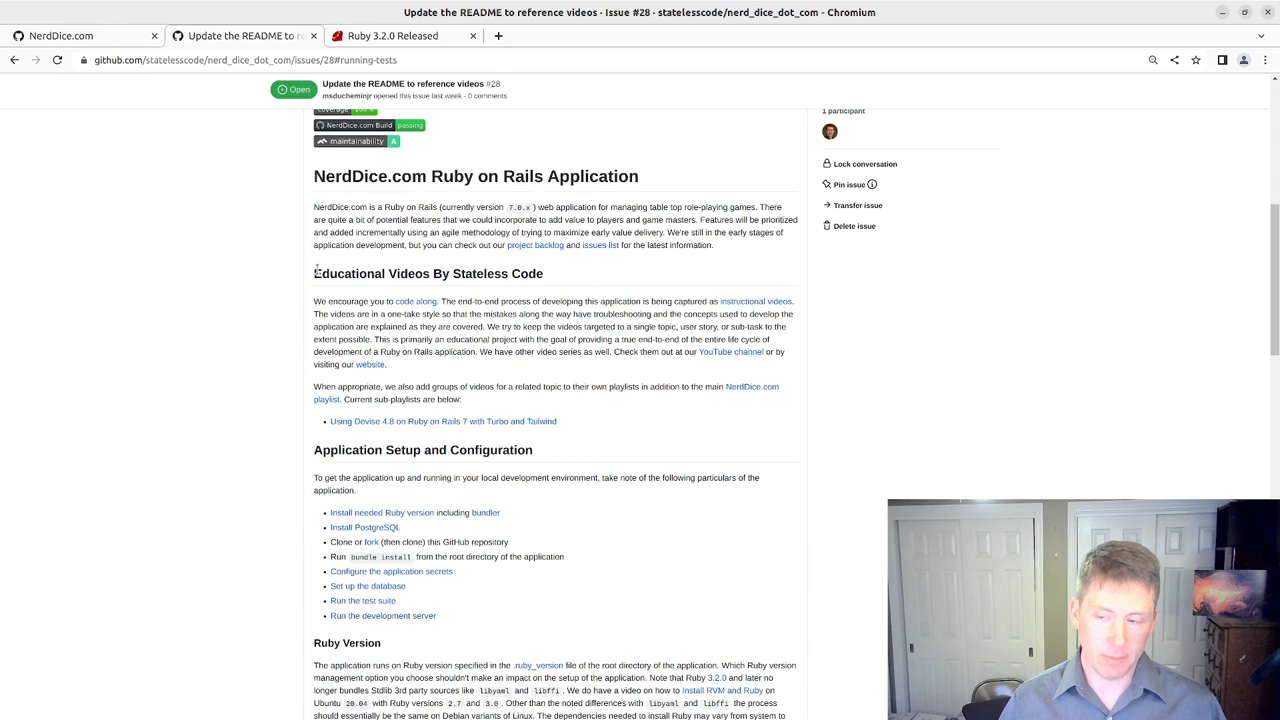 Update the README to reference videos · Issue #28 · statelesscode/nerd_dice_dot_com - Chromium
NerdDice.com
Update the README to re
Ruby 3.2.0 Released
github.com/statelesscode/nerd_dice_dot_com/issues/28#running-tests
Open
Update the README to reference videos #28
msducheminjr opened this issue last week · 0 comments
1 participant
NerdDice.com Build passing
maintainability A
Lock conversation
Pin issue
Transfer issue
Delete issue
NerdDice.com Ruby on Rails Application
NerdDice.com is a Ruby on Rails (currently version 7.0.x ) web application for managing table top role-playing games. There
are quite a bit of potential features that we could incorporate to add value to players and game masters. Features will be prioritized
and added incrementally using an agile methodology of trying to maximize early value delivery. We're still in the early stages of
application development, but you can check out our project backlog and issues list for the latest information.
Educational Videos By Stateless Code
We encourage you to code along. The end-to-end process of developing this application is being captured as instructional videos.
The videos are in a one-take style so that the mistakes along the way have troubleshooting and the concepts used to develop the
application are explained as they are covered. We try to keep the videos targeted to a single topic, user story, or sub-task to the
extent possible. This is primarily an educational project with the goal of providing a true end-to-end of the entire life cycle of
development of a Ruby on Rails application. We have other video series as well. Check them out at our YouTube channel or by
visiting our website.
When appropriate, we also add groups of videos for a related topic to their own playlists in addition to the main NerdDice.com
playlist. Current sub-playlists are below:
• Using Devise 4.8 on Ruby on Rails 7 with Turbo and Tailwind
Application Setup and Configuration
To get the application up and running in your local development environment, take note of the following particulars of the
application.
• Install needed Ruby version including bundler
• Install PostgreSQL
• Clone or fork (then clone) this GitHub repository
• Run bundle install from the root directory of the application
• Configure the application secrets
• Set up the database
• Run the test suite
• Run the development server
Ruby Version
The application runs on Ruby version specified in the .ruby_version file of the root directory of the application. Which Ruby version
management option you choose shouldn't make an impact on the setup of the application. Note that Ruby 3.2.0 and later no
longer bundles Stdlib 3rd party sources like libyaml and libffi. We do have a video on how to Install RVM and Ruby on
Ubuntu 20.04 with Ruby versions 2.7 and 3.0. Other than the noted differences with libyaml and libffi the process
should essentially be the same on Debian variants of Linux. The dependencies needed to install Ruby may vary from system to